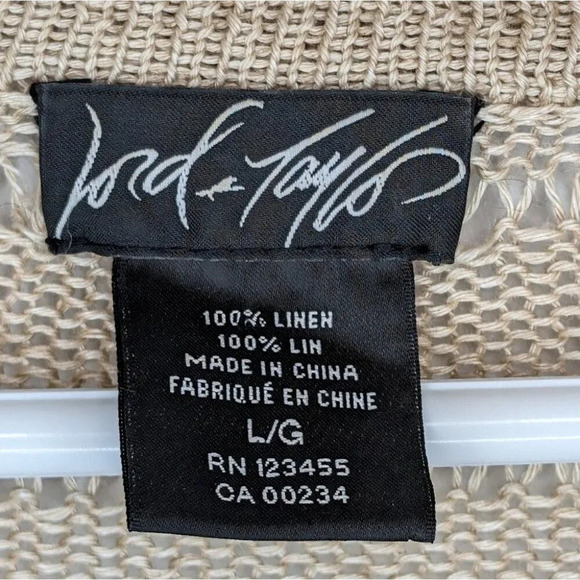 Lord & Taylor
100% LINEN
100% LIN
MADE IN CHINA
FABRIQUÉ EN CHINE
L/G
RN 123455
CA 00234